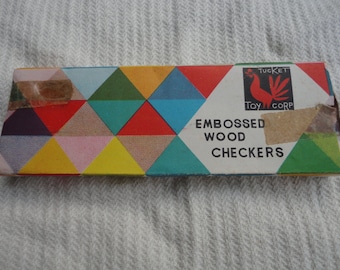 TUCKET
TOY CORP
EMBOSSED
WOOD
CHECKERS